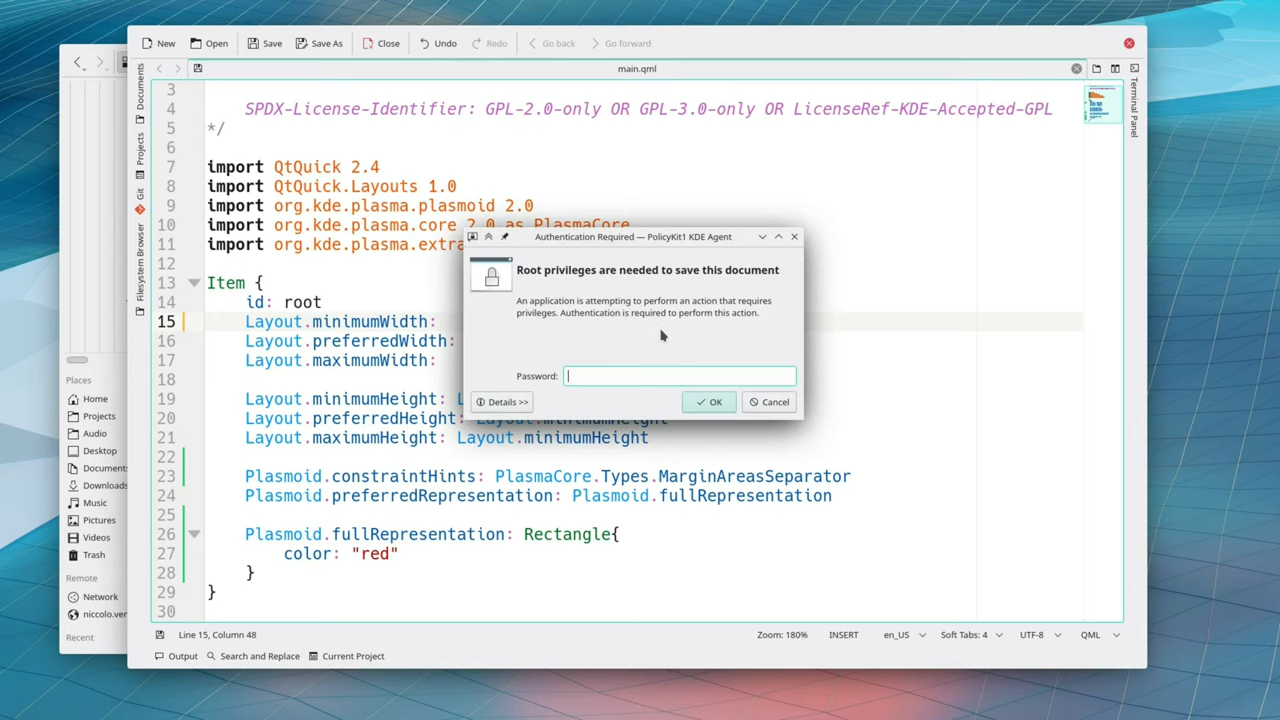 New
Open
Save
Save As
Close
Undo
Redo
Go back
Go forward
main.qml
Documents
Projects
Git
Filesystem Browser
Terminal Panel
3
4 SPDX-License-Identifier: GPL-2.0-only OR GPL-3.0-only OR LicenseRef-KDE-Accepted-GPL
5 */
6
7 import QtQuick 2.4
8 import QtQuick.Layouts 1.0
9 import org.kde.plasma.plasmoid 2.0
10 import org.kde.plasma.core 2.0 as PlasmaCore
11 import org.kde.plasma.extra
12
13 Item {
14 id: root
15 Layout.minimumWidth:
16 Layout.preferredWidth:
17 Layout.maximumWidth:
18
19 Layout.minimumHeight:
20 Layout.preferredHeight: Layout.minimumHeight
21 Layout.maximumHeight: Layout.minimumHeight
22
23 Plasmoid.constraintHints: PlasmaCore.Types.MarginAreasSeparator
24 Plasmoid.preferredRepresentation: Plasmoid.fullRepresentation
25
26 Plasmoid.fullRepresentation: Rectangle{
27 color: "red"
28 }
29 }
30
Authentication Required — PolicyKit1 KDE Agent
Root privileges are needed to save this document
An application is attempting to perform an action that requires
privileges. Authentication is required to perform this action.
Password:
Details >>
OK
Cancel
Places
Home
Projects
Audio
Desktop
Documents
Downloads
Music
Pictures
Videos
Trash
Remote
Network
niccolo.ver
Recent
Line 15, Column 48
Zoom: 180%
INSERT
en_US
Soft Tabs: 4
UTF-8
QML
Output
Search and Replace
Current Project